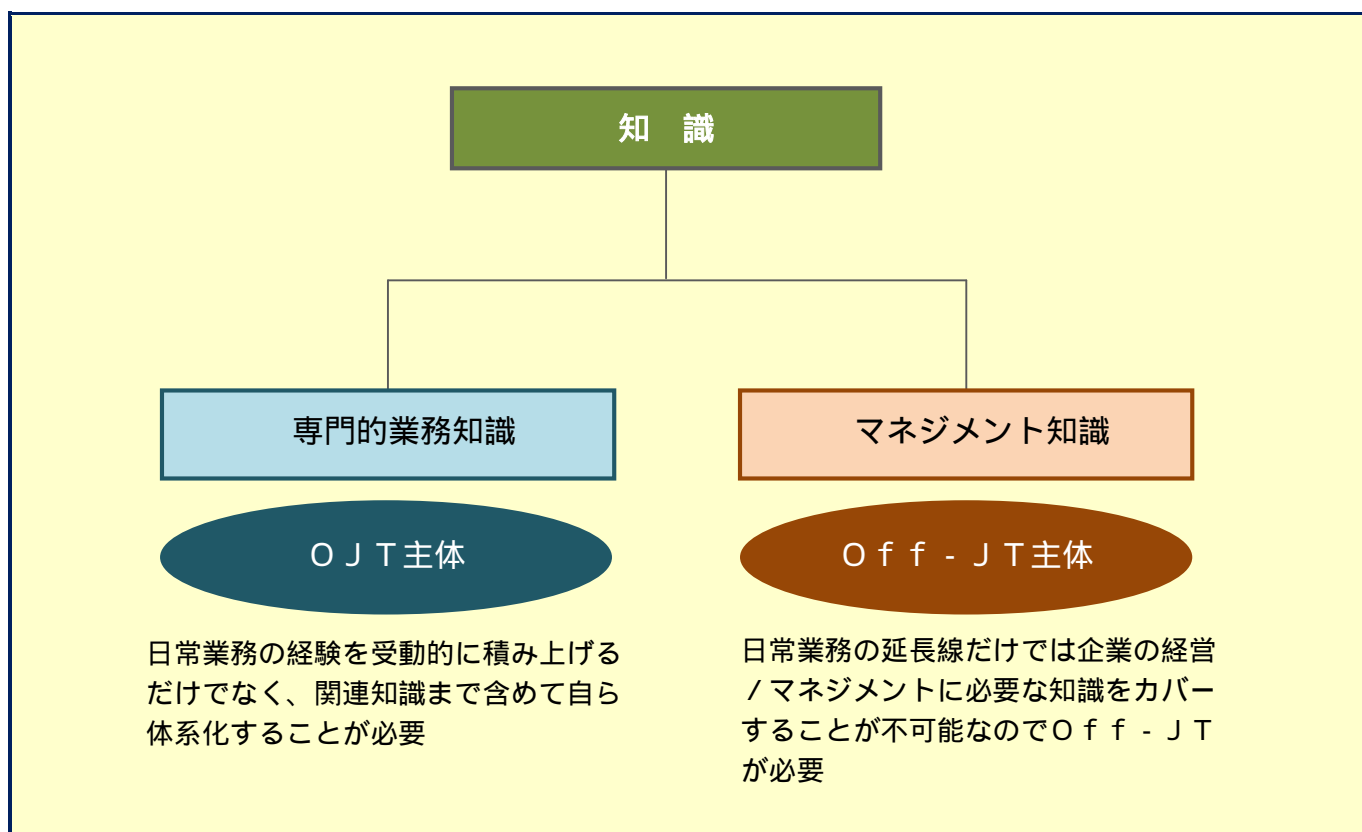 知　識
専門的業務知識
マネジメント知識
ＯＪＴ主体
Ｏｆｆ‐ＪＴ主体
日常業務の経験を受動的に積み上げる
だけでなく、関連知識まで含めて自ら
体系化することが必要
日常業務の延長線だけでは企業の経営
／マネジメントに必要な知識をカバー
することが不可能なのでＯｆｆ‐ＪＴ
が必要